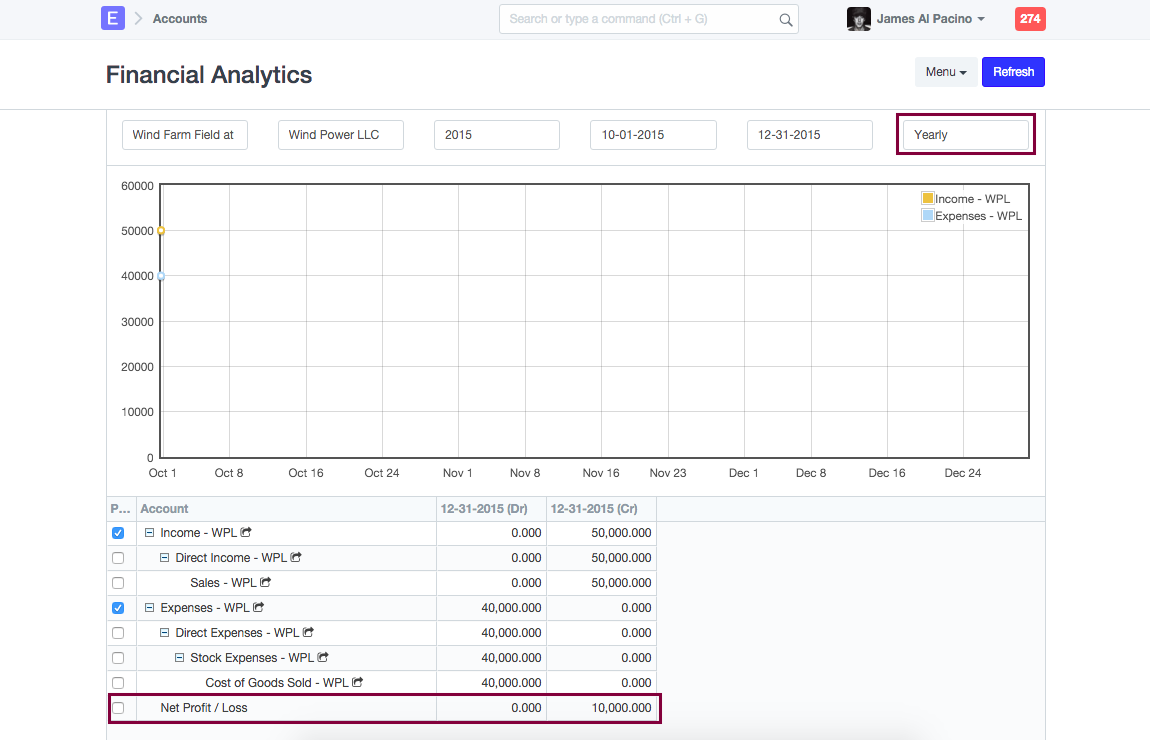 E Accounts Search or type a command (Ctrl + G) James Al Pacino 274
Financial Analytics Menu Refresh
Wind Farm Field at Wind Power LLC 2015 10-01-2015 12-31-2015 Yearly
60000
Income - WPL
Expenses - WPL
50000
40000
30000
20000
10000
0
Oct 1 Oct 8 Oct 16 Oct 24 Nov 1 Nov 8 Nov 16 Nov 23 Dec 1 Dec 8 Dec 16 Dec 24
P... Account 12-31-2015 (Dr) 12-31-2015 (Cr)
Income - WPL 0.000 50,000.000
Direct Income - WPL 0.000 50,000.000
Sales - WPL 0.000 50,000.000
Expenses - WPL 40,000.000 0.000
Direct Expenses - WPL 40,000.000 0.000
Stock Expenses - WPL 40,000.000 0.000
Cost of Goods Sold - WPL 40,000.000 0.000
Net Profit / Loss 0.000 10,000.000